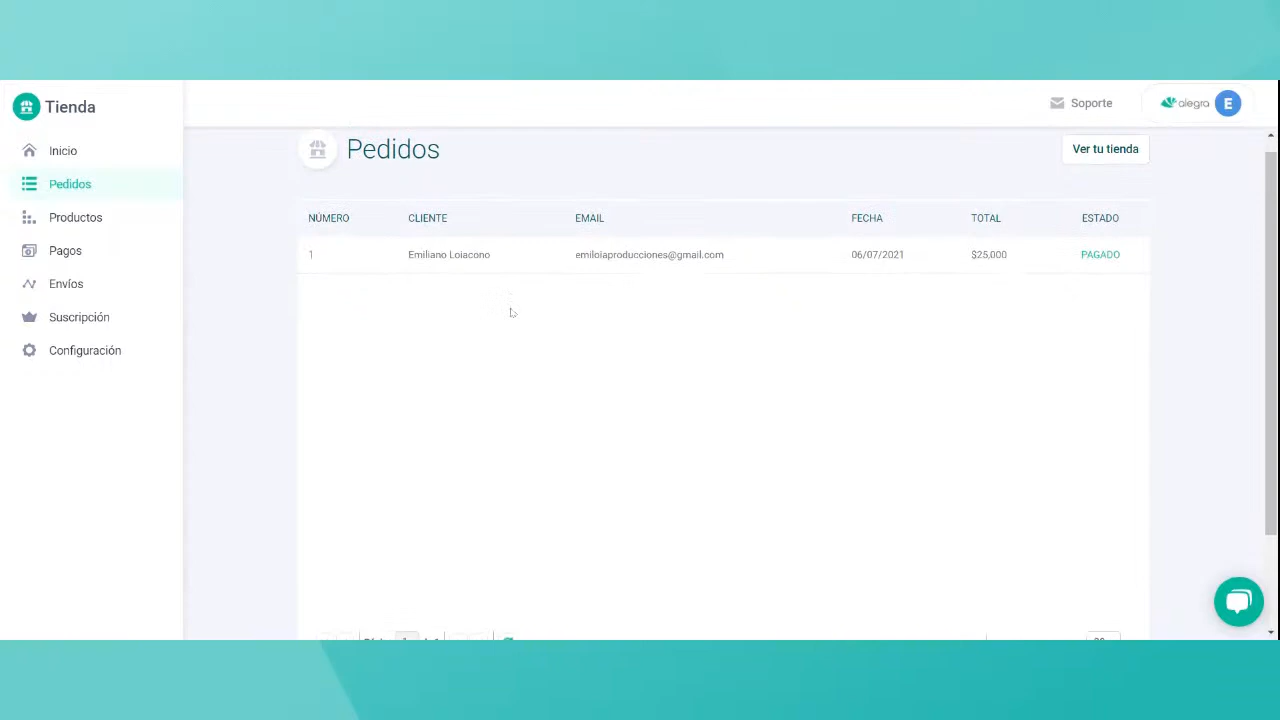 Tienda
Soporte
alegra E
Inicio
Pedidos
Productos
Pagos
Envíos
Suscripción
Configuración
Pedidos
Ver tu tienda
NÚMERO CLIENTE EMAIL FECHA TOTAL ESTADO
1 Emiliano Loiacono emiloiaproducciones@gmail.com 06/07/2021 $25,000 PAGADO